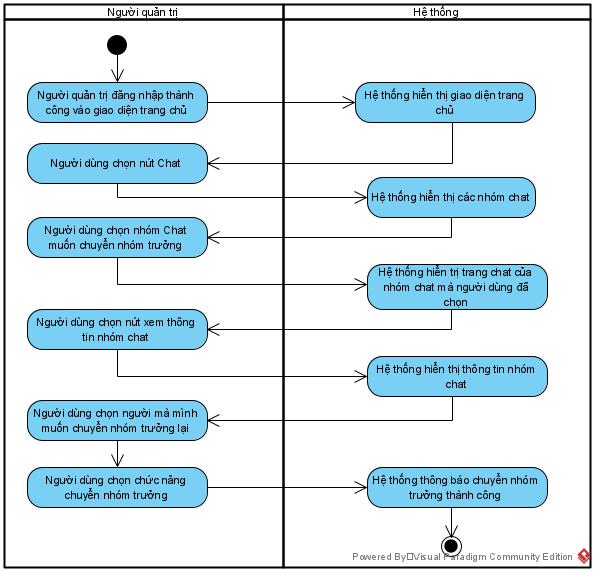 Người quản trị
Hệ thống
Người quản trị đăng nhập thành
công vào giao diện trang chủ
Hệ thống hiển thị giao diện trang
chủ
Người dùng chọn nút Chat
Hệ thống hiển thị các nhóm chat
Người dùng chọn nhóm Chat
muốn chuyển nhóm trưởng
Hệ thống hiển trị trang chat của
nhóm chat mà người dùng đã
chọn
Người dùng chọn nút xem thông
tin nhóm chat
Hệ thống hiển thị thông tin nhóm
chat
Người dùng chọn người mà mình
muốn chuyển nhóm trưởng lại
Người dùng chọn chức năng
chuyển nhóm trưởng
Hệ thống thông báo chuyển nhóm
trưởng thành công
Powered By Visual Paradigm Community Edition